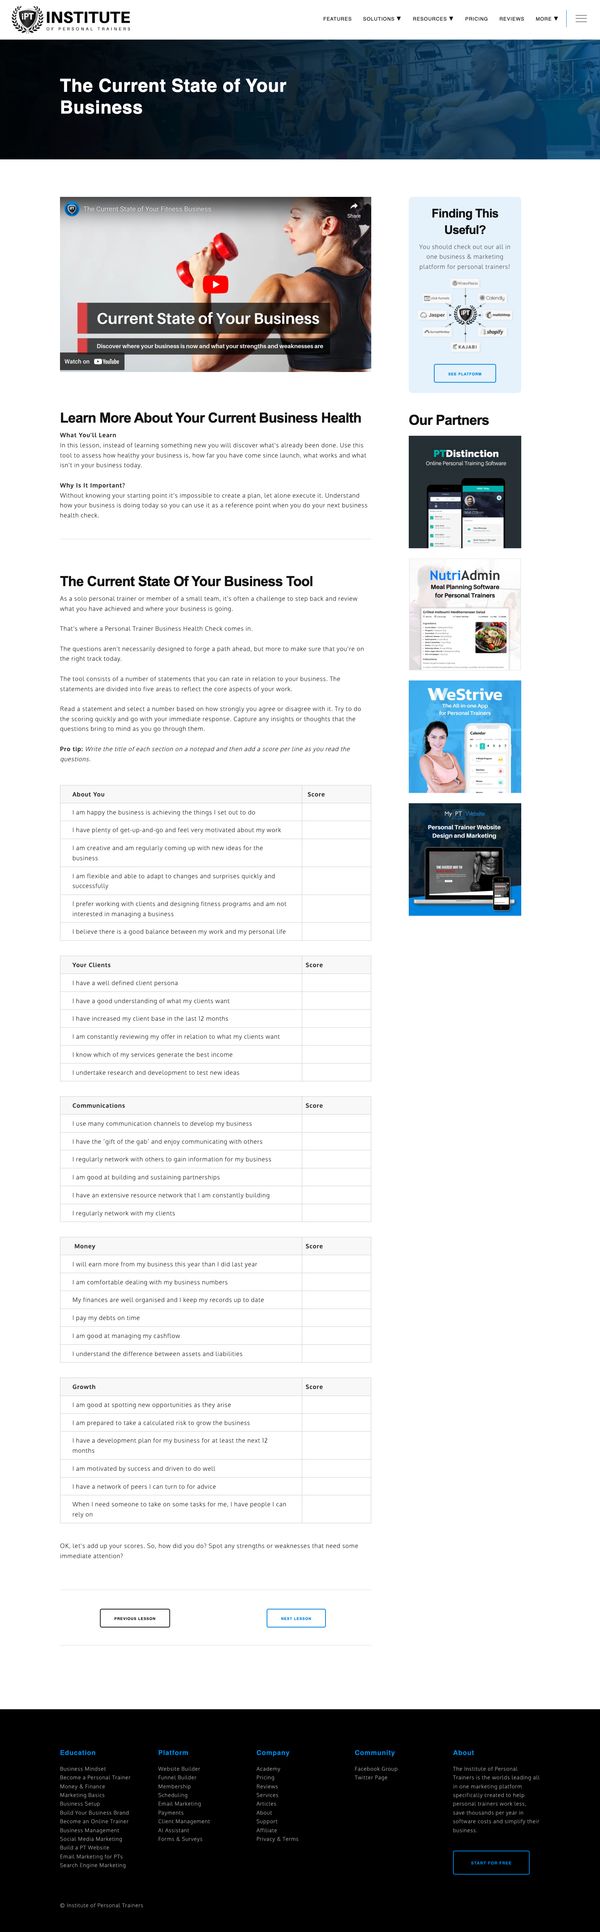 IPT INSTITUTE
OF PERSONAL TRAINERS
FEATURES
SOLUTIONS ▼
RESOURCES ▼
PRICING
REVIEWS
MORE ▼
The Current State of Your
Business
The Current State of Your Fitness Business
Share
Current State of Your Business
Discover where your business is now and what your strengths and weaknesses are
Watch on YouTube
Learn More About Your Current Business Health
What You'll Learn
In this lesson, instead of learning something new you will discover what's already been done. Use this
tool to assess how healthy your business is, how far you have come since launch, what works and what
isn't in your business today.
Why Is It Important?
Without knowing your starting point it's impossible to create a plan, let alone execute it. Understand
how your business is doing today so you can use it as a reference point when you do your next business
health check.
The Current State Of Your Business Tool
As a solo personal trainer or member of a small team, it's often a challenge to step back and review
what you have achieved and where your business is going.
That's where a Personal Trainer Business Health Check comes in.
The questions aren't necessarily designed to forge a path ahead, but more to make sure that you're on
the right track today.
The tool consists of a number of statements that you can rate in relation to your business. The
statements are divided into five areas to reflect the core aspects of your work.
Read a statement and select a number based on how strongly you agree or disagree with it. Try to do
the scoring quickly and go with your immediate response. Capture any insights or thoughts that the
questions bring to mind as you go through them.
Pro tip: Write the title of each section on a notepad and then add a score per line as you read the
questions.
About You Score
I am happy the business is achieving the things I set out to do
I have plenty of get-up-and-go and feel very motivated about my work
I am creative and am regularly coming up with new ideas for the
business
I am flexible and able to adapt to changes and surprises quickly and
successfully
I prefer working with clients and designing fitness programs and am not
interested in managing a business
I believe there is a good balance between my work and my personal life
Your Clients Score
I have a well defined client persona
I have a good understanding of what my clients want
I have increased my client base in the last 12 months
I am constantly reviewing my offer in relation to what my clients want
I know which of my services generate the best income
I undertake research and development to test new ideas
Communications Score
I use many communication channels to develop my business
I have the 'gift of the gab' and enjoy communicating with others
I regularly network with others to gain information for my business
I am good at building and sustaining partnerships
I have an extensive resource network that I am constantly building
I regularly network with my clients
Money Score
I will earn more from my business this year than I did last year
I am comfortable dealing with my business numbers
My finances are well organised and I keep my records up to date
I pay my debts on time
I am good at managing my cashflow
I understand the difference between assets and liabilities
Growth Score
I am good at spotting new opportunities as they arise
I am prepared to take a calculated risk to grow the business
I have a development plan for my business for at least the next 12
months
I am motivated by success and driven to do well
I have a network of peers I can turn to for advice
When I need someone to take on some tasks for me, I have people I can
rely on
OK, let's add up your scores. So, how did you do? Spot any strengths or weaknesses that need some
immediate attention?
PREVIOUS LESSON
NEXT LESSON
Finding This
Useful?
You should check out our all in
one business & marketing
platform for personal trainers!
Calendly
Jasper
IPT
mailchimp
shopify
KAJABI
SEE PLATFORM
Our Partners
PTDistinction
Online Personal Training Software
NutriAdmin
Meal Planning Software
for Personal Trainers
WeStrive
The All in one App
for Personal Trainers
Calendar
My PT Website
Personal Trainer Website
Design and Marketing
Education
Business Mindset
Become a Personal Trainer
Money & Finance
Marketing Basics
Business Setup
Build Your Business Brand
Become an Online Trainer
Business Management
Social Media Marketing
Build a PT Website
Email Marketing for PTs
Search Engine Marketing
Platform
Website Builder
Funnel Builder
Membership
Scheduling
Email Marketing
Payments
Client Management
AI Assistant
Forms & Surveys
Company
Academy
Pricing
Reviews
Services
Articles
About
Support
Affiliate
Privacy & Terms
Community
Facebook Group
Twitter Page
About
The Institute of Personal
Trainers is the worlds leading all
in one marketing platform
specifically created to help
personal trainers work less,
save thousands per year in
software costs and simplify their
business.
START FOR FREE
© Institute of Personal Trainers